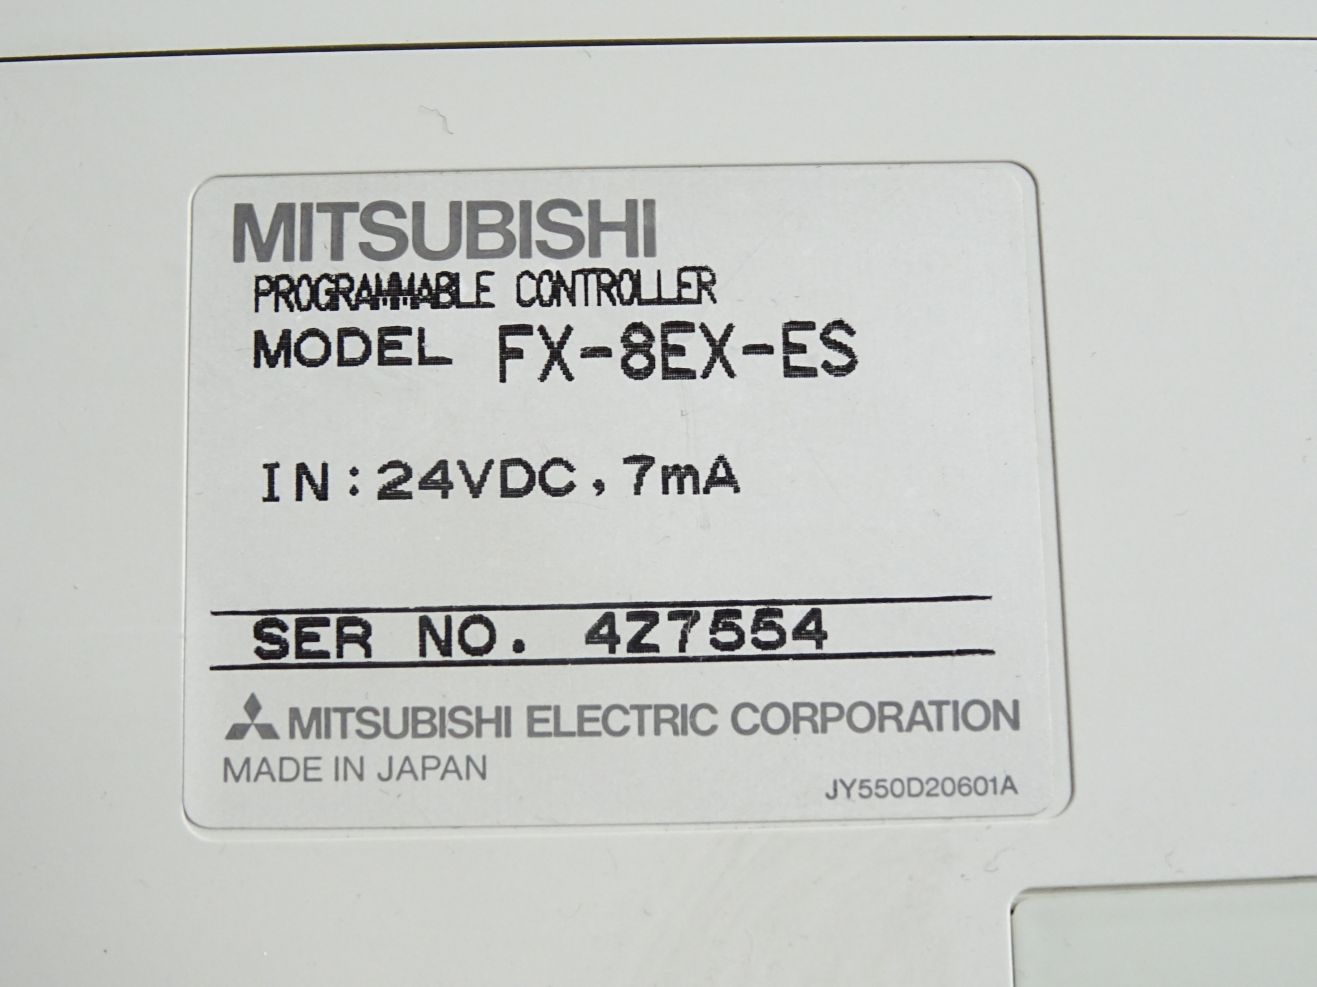 MITSUBISHI
PROGRAMMABLE CONTROLLER
MODEL FX-8EX-ES
IN:24VDC,7mA
SER NO. 4Z7554
MITSUBISHI ELECTRIC CORPORATION
MADE IN JAPAN
JY550D20601A